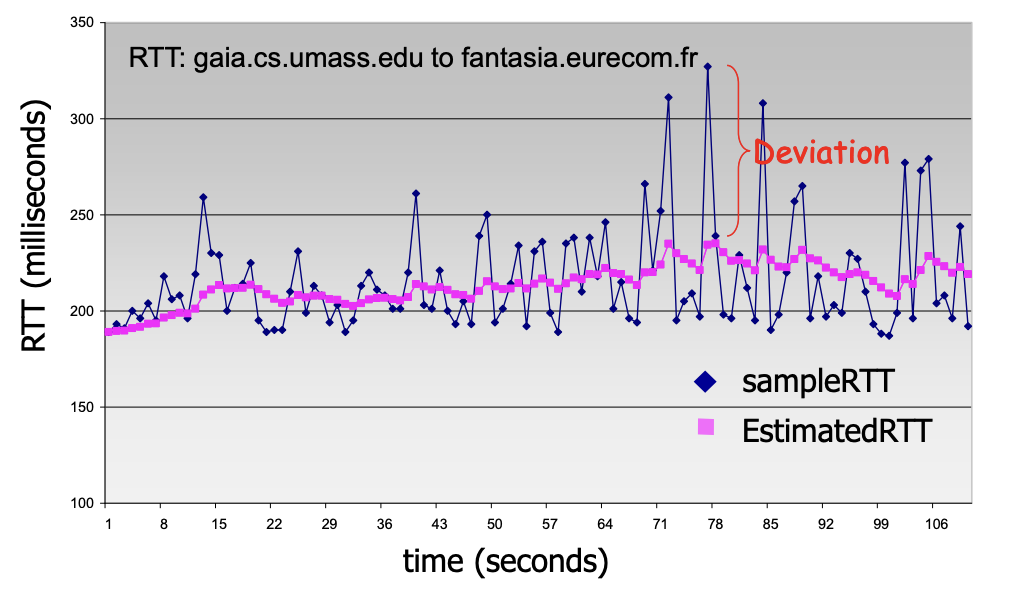 RTT: gaia.cs.umass.edu to fantasia.eurecom.fr
350
300
250
200
150
100
RTT (milliseconds)
Deviation
sampleRTT
EstimatedRTT
1 8 15 22 29 36 43 50 57 64 71 78 85 92 99 106
time (seconds)